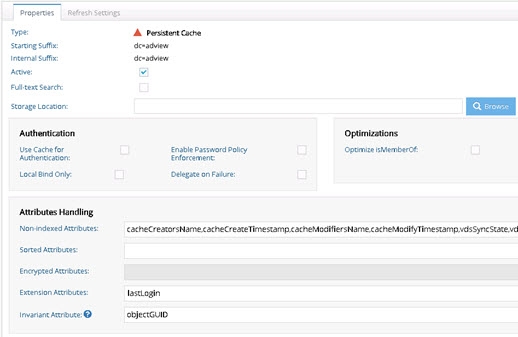 Properties Refresh Settings
Type: Persistent Cache
Starting Suffix: dc=adview
Internal Suffix: dc=adview
Active:
Full-text Search:
Storage Location: Browse
Authentication
Use Cache for
Authentication:
Enable Password Policy
Enforcement:
Local Bind Only: Delegate on Failure:
Optimizations
Optimize isMemberOf:
Attributes Handling
Non-indexed Attributes: cacheCreatorsName,cacheCreateTimestamp,cacheModifiersName,cacheModifyTimestamp,vdsSyncState,vd
Sorted Attributes:
Encrypted Attributes:
Extension Attributes: lastLogin
Invariant Attribute: ? objectGUID